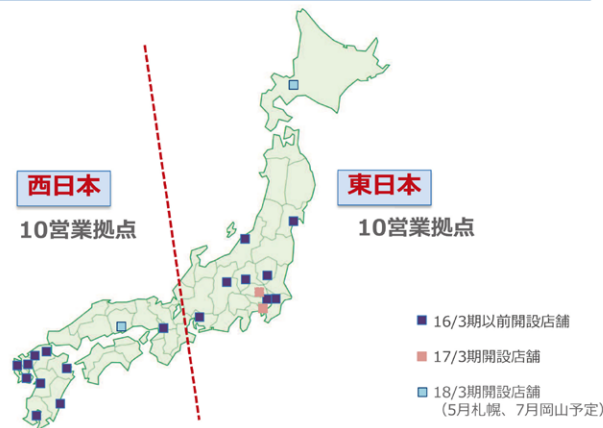 西日本
10営業拠点
東日本
10営業拠点
16/3期以前開設店舗
17/3期開設店舗
18/3期開設店舗
（5月札幌、7月岡山予定）